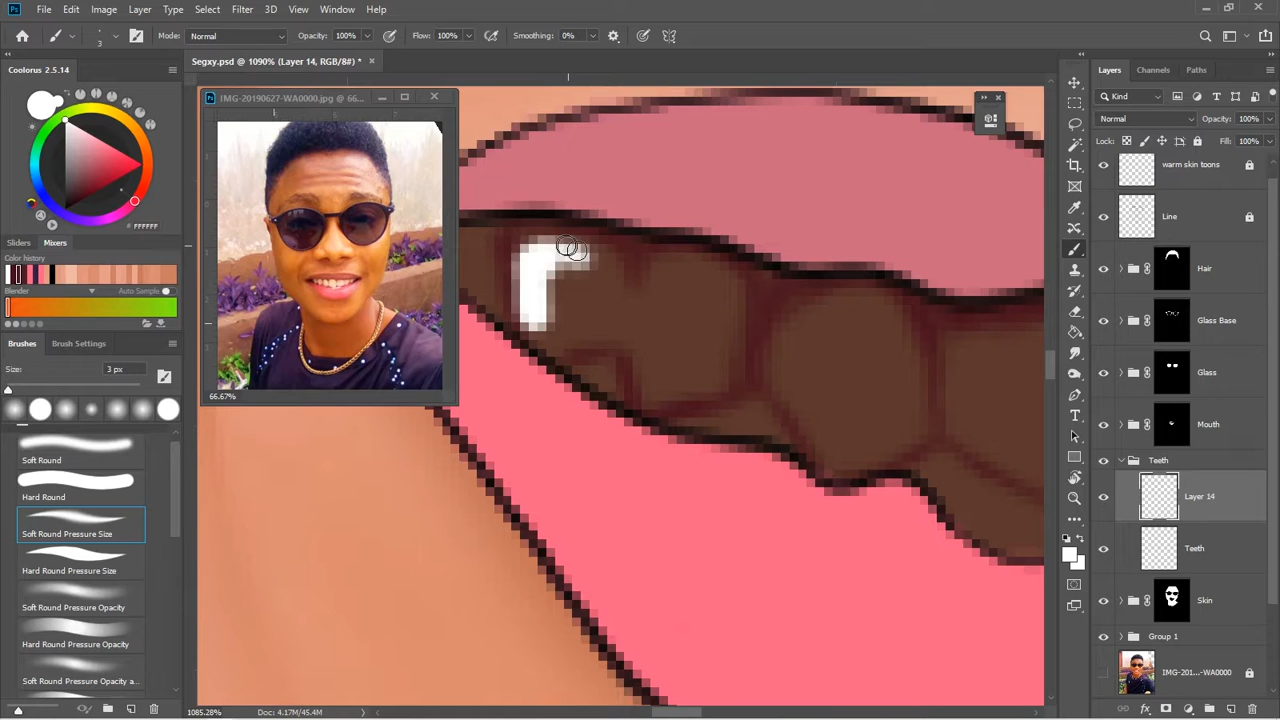 Ps File Edit Image Layer Type Select Filter 3D View Window Help
3 Mode: Normal Opacity: 100% Flow: 100% Smoothing: 0%
Segxy.psd @ 1090% (Layer 14, RGB/8#) *
Coolorus 2.5.14
# FFFFFF
Sliders Mixers
Color history
Blender Auto Sample
Brushes Brush Settings
Size: 3 px
Soft Round
Hard Round
Soft Round Pressure Size
Hard Round Pressure Size
Soft Round Pressure Opacity
Hard Round Pressure Opacity
Soft Round Pressure Opacity a...
IMG-20190627-WA0000.jpg @ 66...
66.67%
1085.28% Doc: 4.17M/45.4M
Layers Channels Paths
Kind
Normal Opacity: 100%
Lock: Fill: 100%
warm skin toons
Line
Hair
Glass Base
Glass
Mouth
Teeth
Layer 14
Teeth
Skin
Group 1
IMG-201...-WA0000